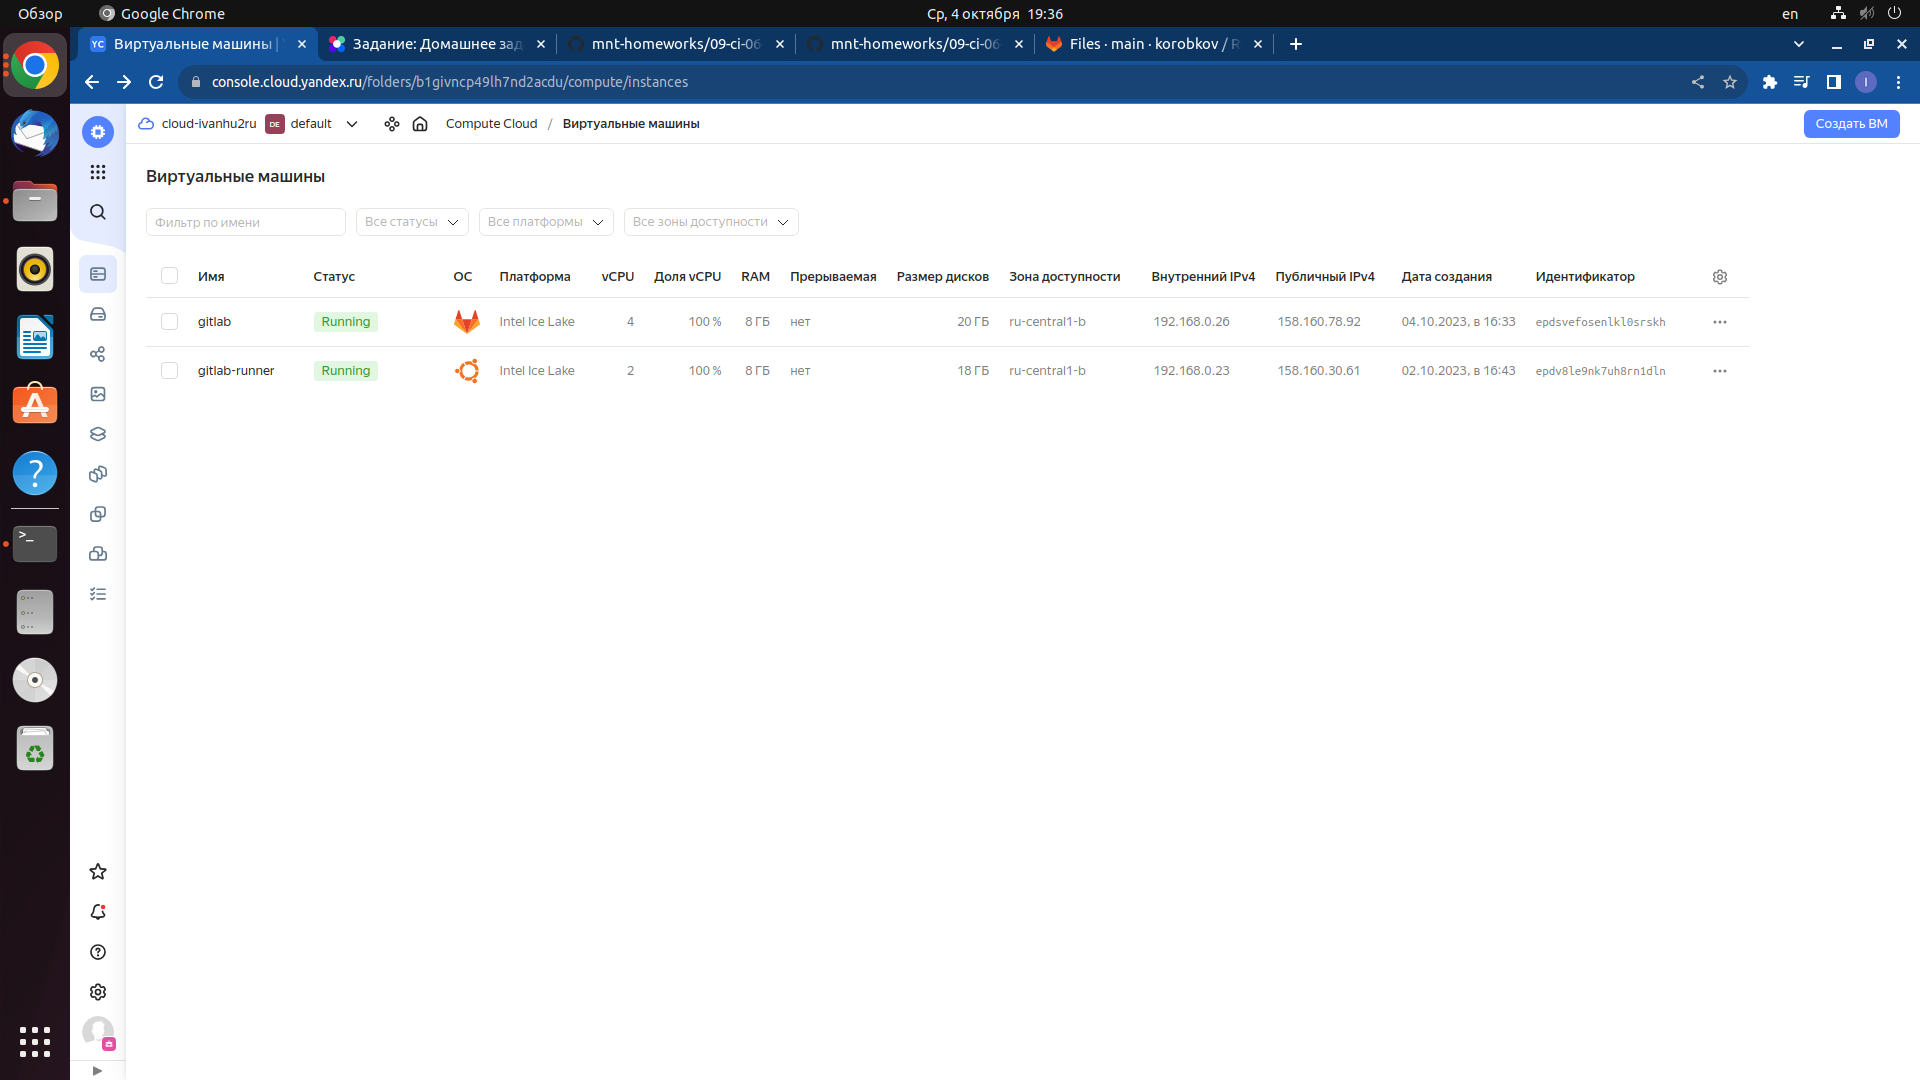 Обзор
Google Chrome
Ср, 4 октября 19:36
en
YC Виртуальные машины |
Задание: Домашнее зад
mnt-homeworks/09-ci-06
mnt-homeworks/09-ci-06
Files · main · korobkov / R
console.cloud.yandex.ru/folders/b1givncp49lh7nd2acdu/compute/instances
I
cloud-ivanhu2ru DE default Compute Cloud / Виртуальные машины
Создать ВМ
Виртуальные машины
Фильтр по имени Все статусы Все платформы Все зоны доступности
Имя Статус ОС Платформа vCPU Доля vCPU RAM Прерываемая Размер дисков Зона доступности Внутренний IPv4 Публичный IPv4 Дата создания Идентификатор
gitlab Running Intel Ice Lake 4 100 % 8 ГБ нет 20 ГБ ru-central1-b 192.168.0.26 158.160.78.92 04.10.2023, в 16:33 epdsvefosenlkl0srskh
gitlab-runner Running Intel Ice Lake 2 100 % 8 ГБ нет 18 ГБ ru-central1-b 192.168.0.23 158.160.30.61 02.10.2023, в 16:43 epdv8le9nk7uh8rn1dln